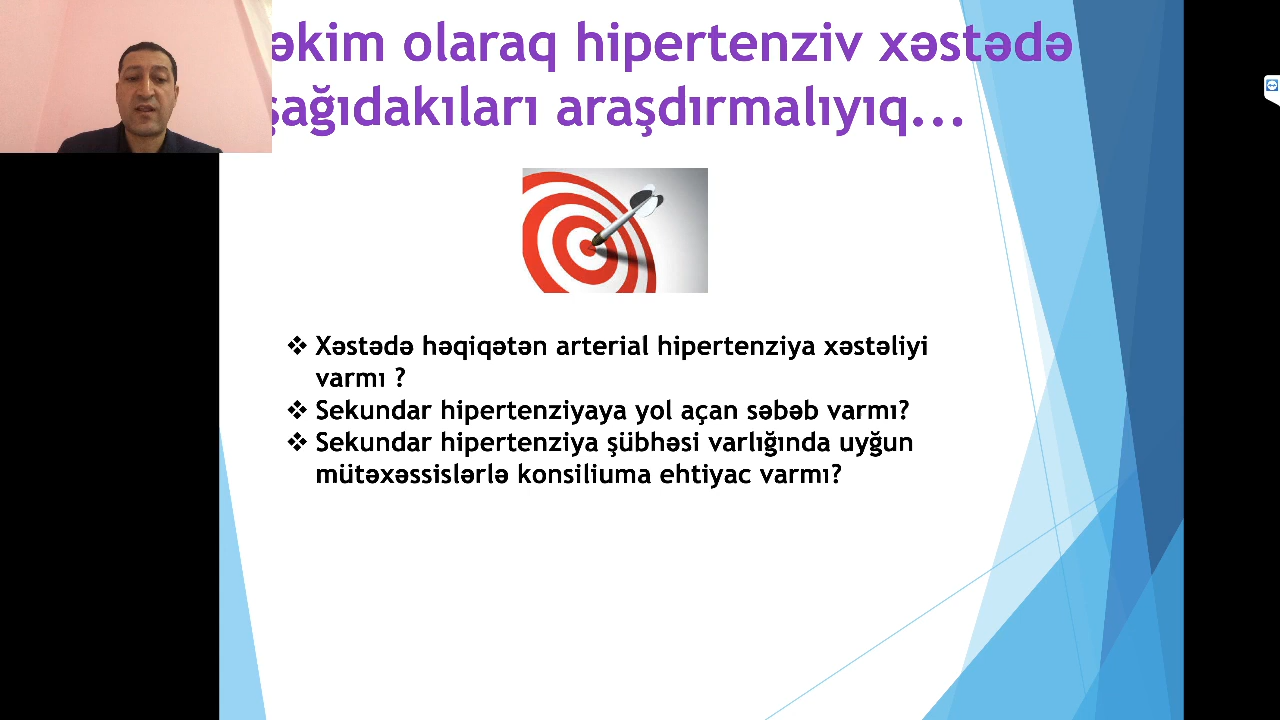 əkim olaraq hipertenziv xəstədə
şağıdakıları araşdırmalıyıq...
❖ Xəstədə həqiqətən arterial hipertenziya xəstəliyi
varmı ?
❖ Sekundar hipertenziyaya yol açan səbəb varmı?
❖ Sekundar hipertenziya şübhəsi varlığında uyğun
mütəxəssislərlə konsiliuma ehtiyac varmı?